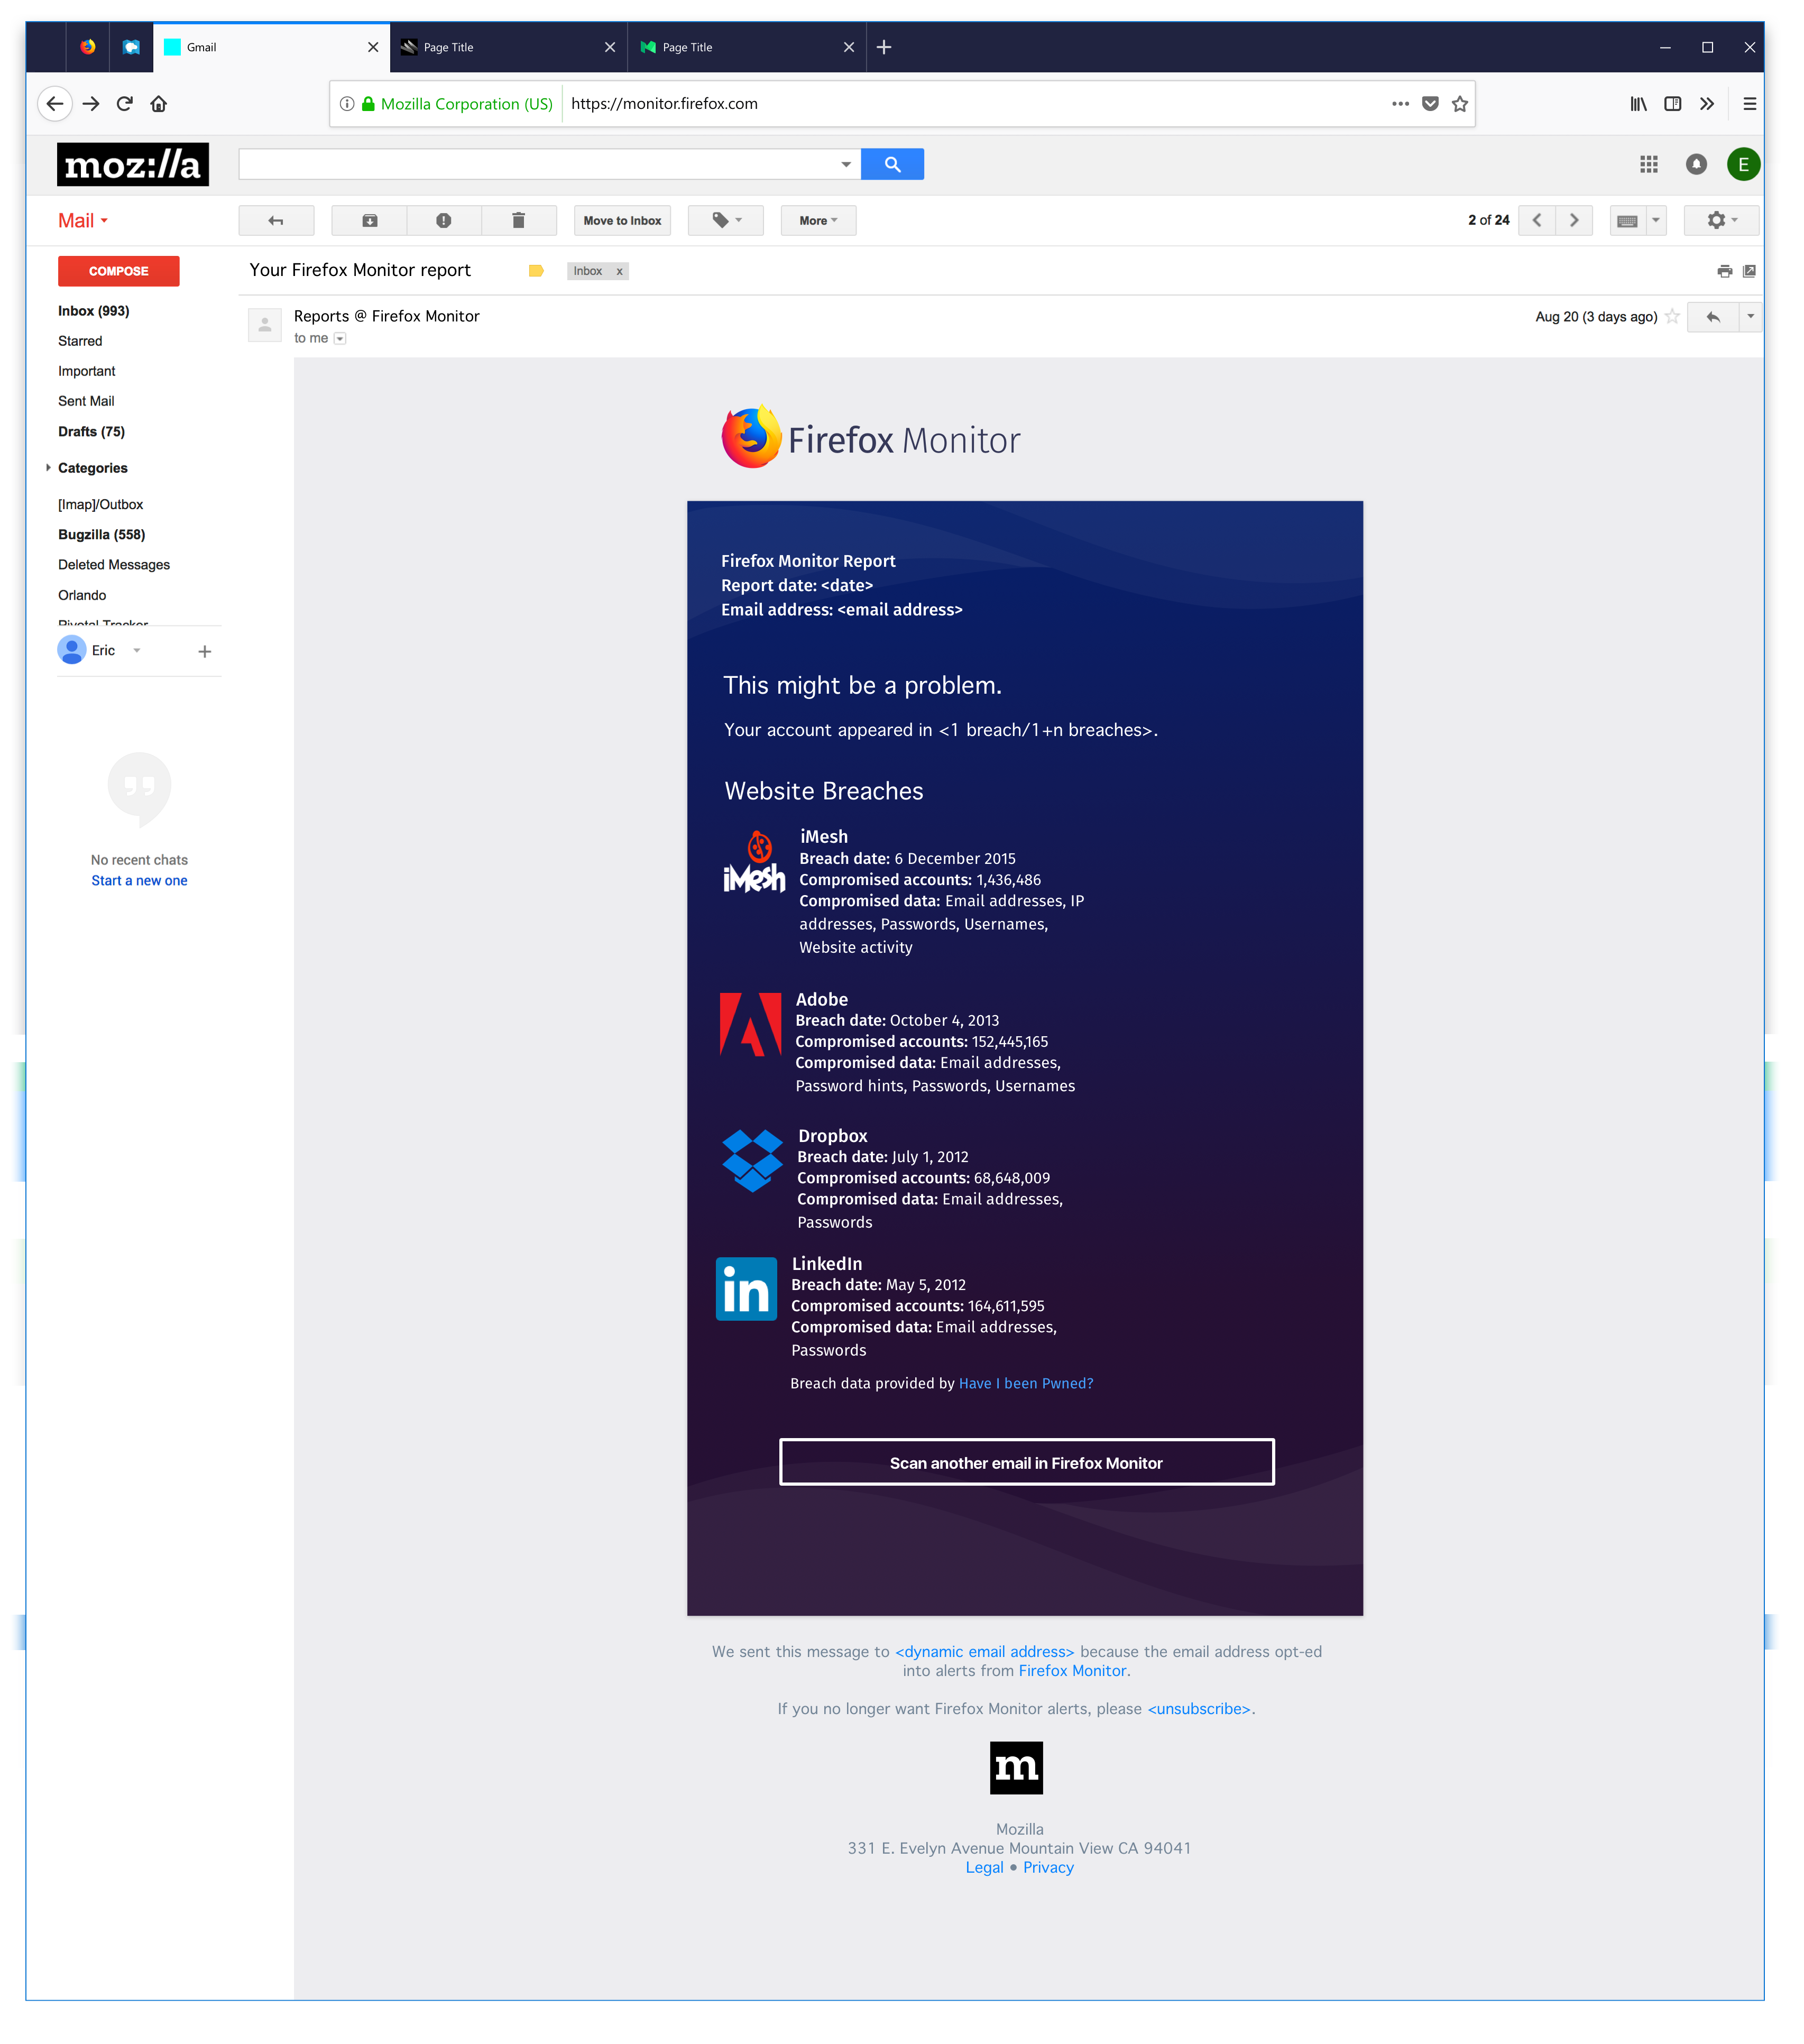 Gmail
Page Title
Page Title
Mozilla Corporation (US)
https://monitor.firefox.com
moz://a
E
Mail
Move to Inbox
More
2 of 24
COMPOSE
Your Firefox Monitor report
Inbox x
Inbox (993)
Starred
Important
Sent Mail
Drafts (75)
Categories
[Imap]/Outbox
Bugzilla (558)
Deleted Messages
Orlando
Pivotal Tracker
Eric
No recent chats
Start a new one
Reports @ Firefox Monitor
to me
Aug 20 (3 days ago)
Firefox Monitor
Firefox Monitor Report
Report date: <date>
Email address: <email address>
This might be a problem.
Your account appeared in <1 breach/1+n breaches>.
Website Breaches
iMesh
iMesh
Breach date: 6 December 2015
Compromised accounts: 1,436,486
Compromised data: Email addresses, IP
addresses, Passwords, Usernames,
Website activity
Adobe
Breach date: October 4, 2013
Compromised accounts: 152,445,165
Compromised data: Email addresses,
Password hints, Passwords, Usernames
Dropbox
Breach date: July 1, 2012
Compromised accounts: 68,648,009
Compromised data: Email addresses,
Passwords
in
LinkedIn
Breach date: May 5, 2012
Compromised accounts: 164,611,595
Compromised data: Email addresses,
Passwords
Breach data provided by Have I been Pwned?
Scan another email in Firefox Monitor
We sent this message to <dynamic email address> because the email address opt-ed
into alerts from Firefox Monitor.
If you no longer want Firefox Monitor alerts, please <unsubscribe>.
m
Mozilla
331 E. Evelyn Avenue Mountain View CA 94041
Legal • Privacy